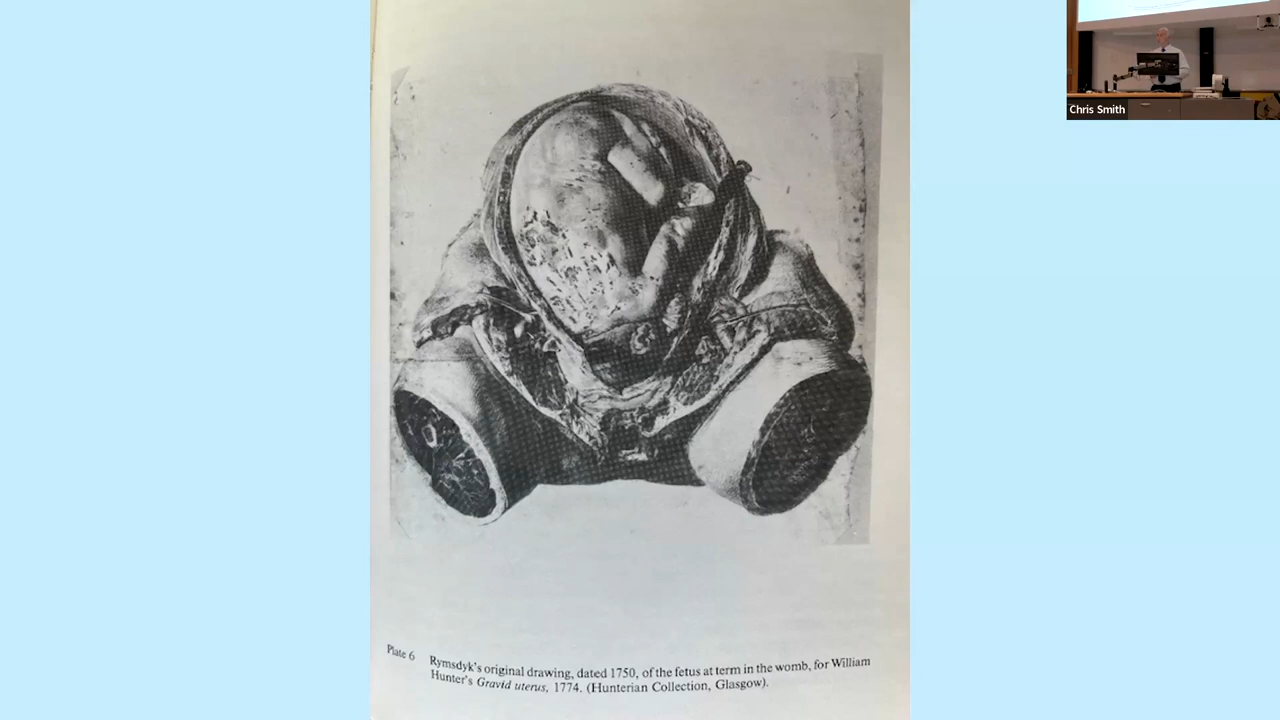 Chris Smith
Plate 6
Rymsdyk's original drawing, dated 1750, of the fetus at term in the womb, for William
Hunter's Gravid uterus, 1774. (Hunterian Collection, Glasgow).